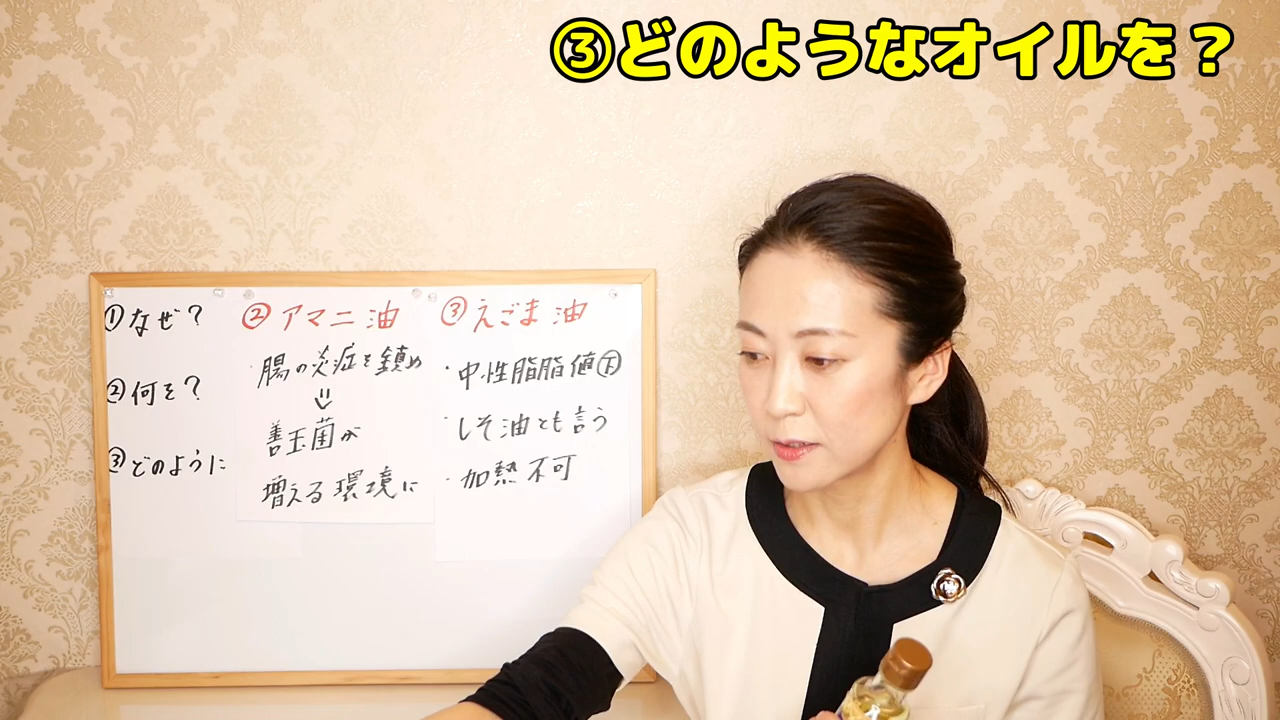 ③どのようなオイルを？
①なぜ?
②何を?
③どのように
②アマニ油
腸の炎症を鎮め
⇓
善玉菌が
増える環境に
③えごま油
・中性脂脂値㊦
・しそ油とも言う
・加熱不可